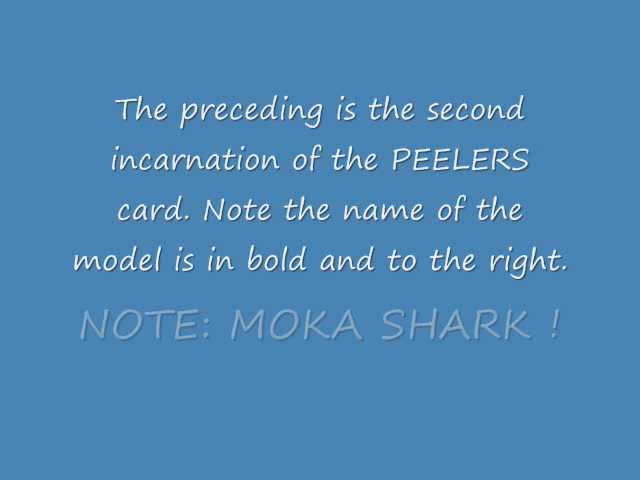 The preceding is the second
incarnation of the PEELERS
card. Note the name of the
model is in bold and to the right.
NOTE: MOKA SHARK !